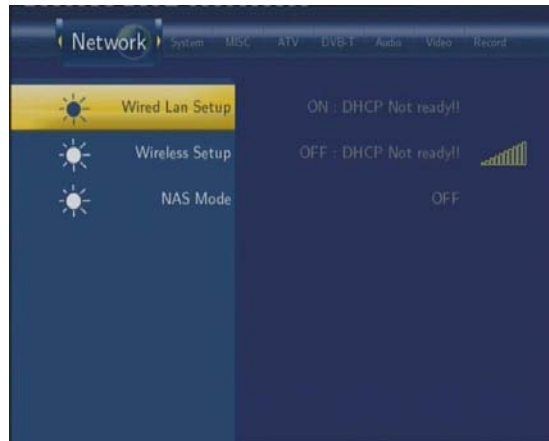 Network System MISC ATV DVB-T Audio Video Record
Wired Lan Setup ON : DHCP Not ready!!
Wireless Setup OFF : DHCP Not ready!!
NAS Mode OFF